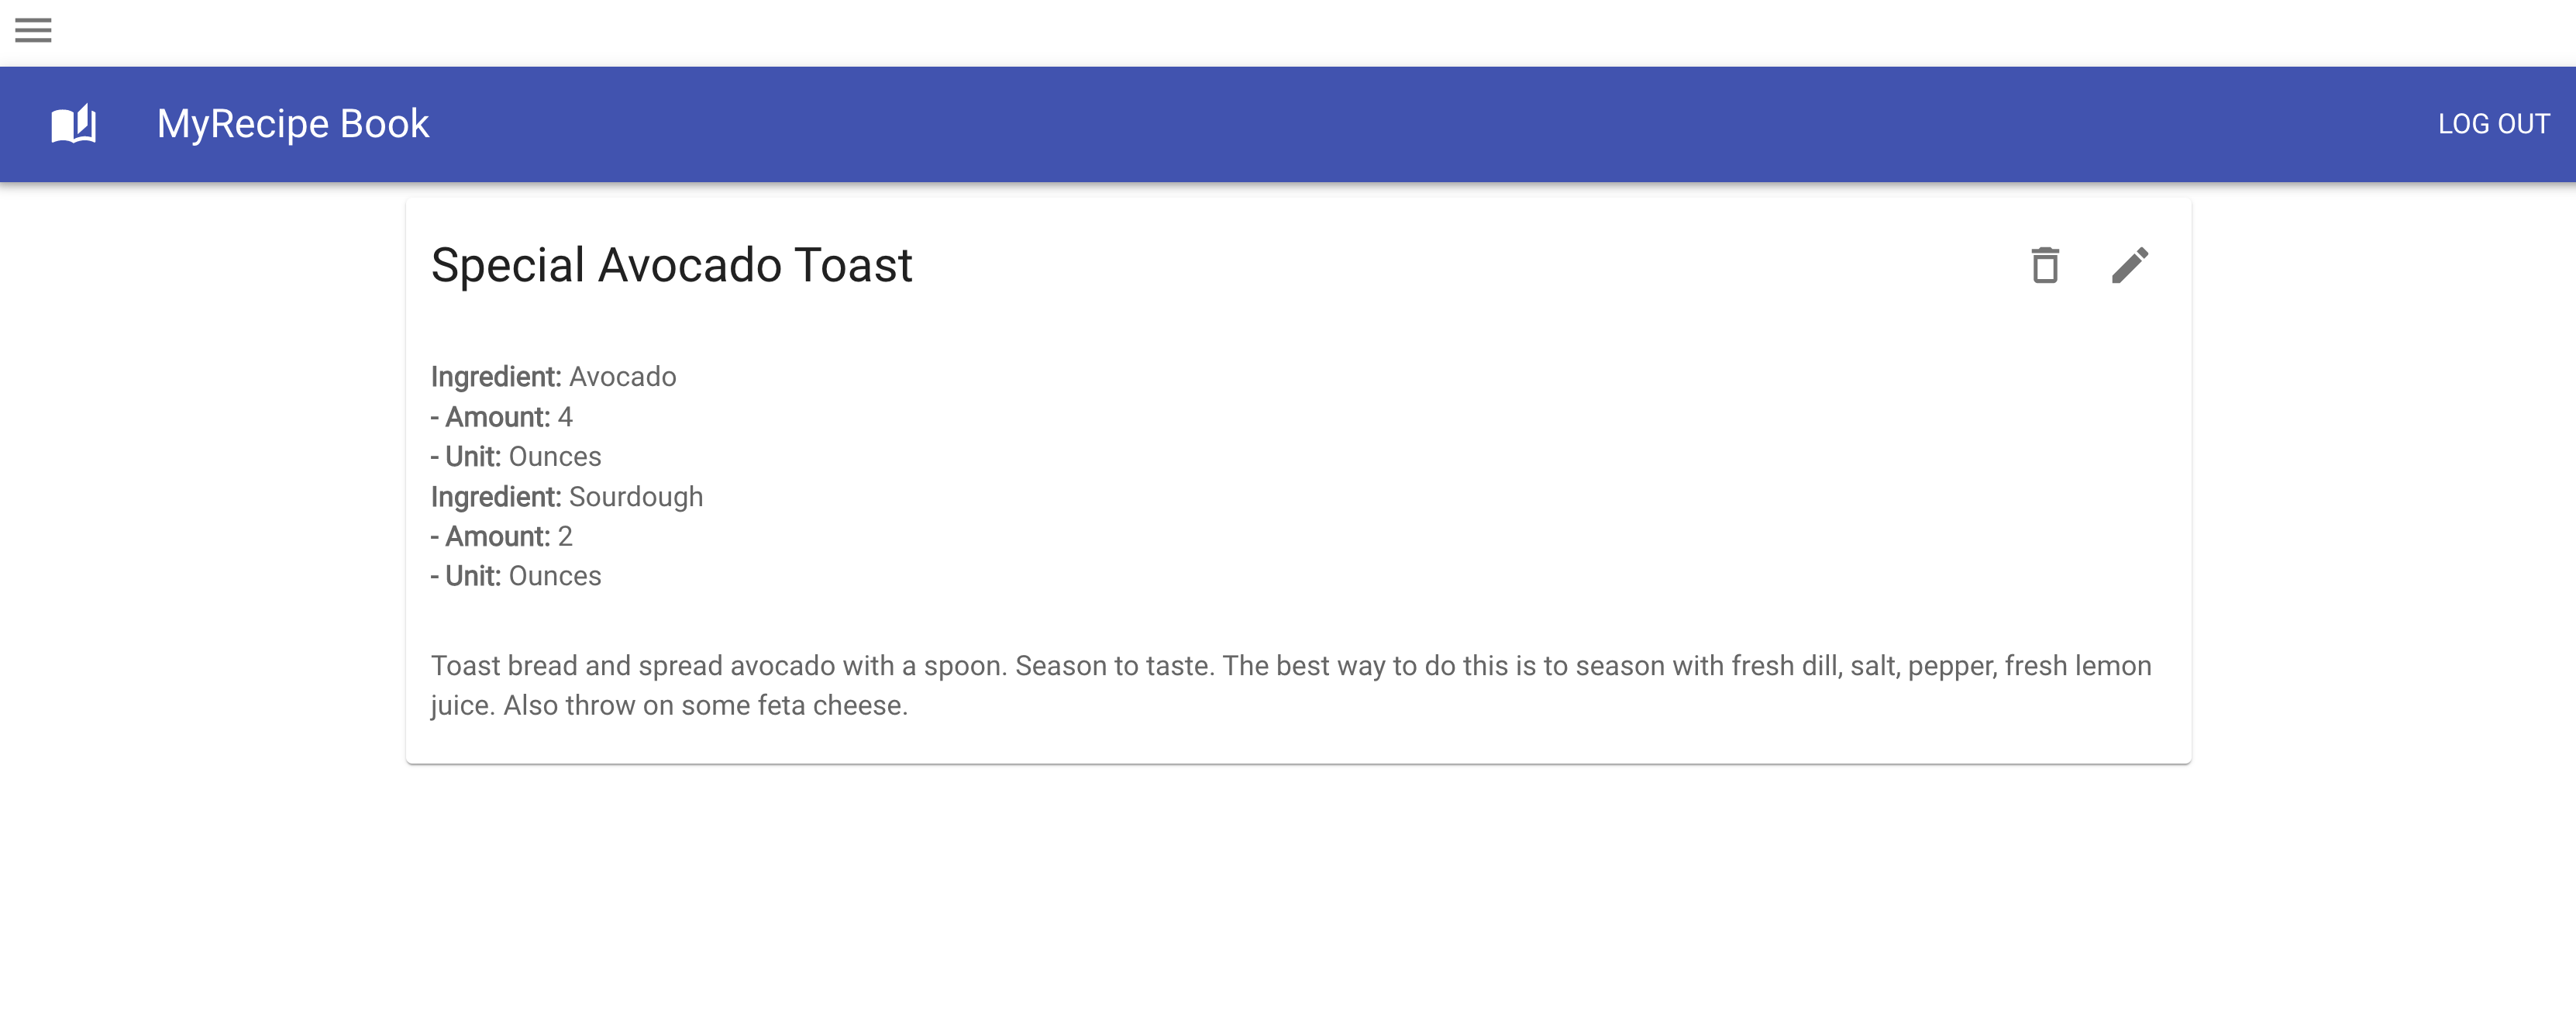 MyRecipe Book
LOG OUT
Special Avocado Toast
Ingredient: Avocado
- Amount: 4
- Unit: Ounces
Ingredient: Sourdough
- Amount: 2
- Unit: Ounces
Toast bread and spread avocado with a spoon. Season to taste. The best way to do this is to season with fresh dill, salt, pepper, fresh lemon
juice. Also throw on some feta cheese.